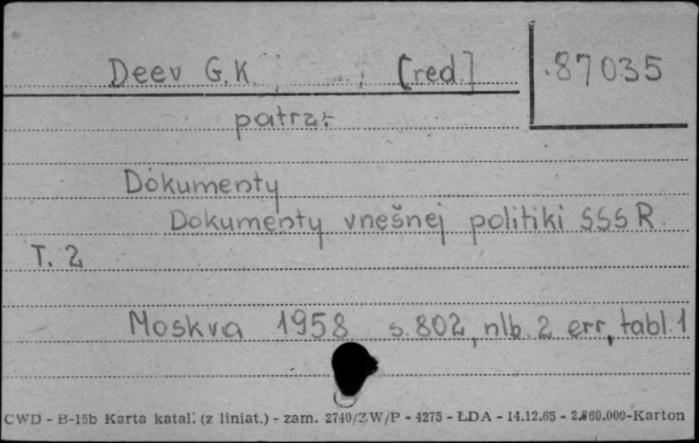 Deev G.K. [red.] 87035
patrz:
Dokumenty
Dokumenty vnešnej politiki SSSR
T. 2
Moskva 1958 s. 802, nlb. 2 err, tabl. 1
CWD - B-15b Karta katal. (z liniat.) - zam. 2740/ZW/P - 4275 - ŁDA - 14.12.65 - 2.860.000-Karton